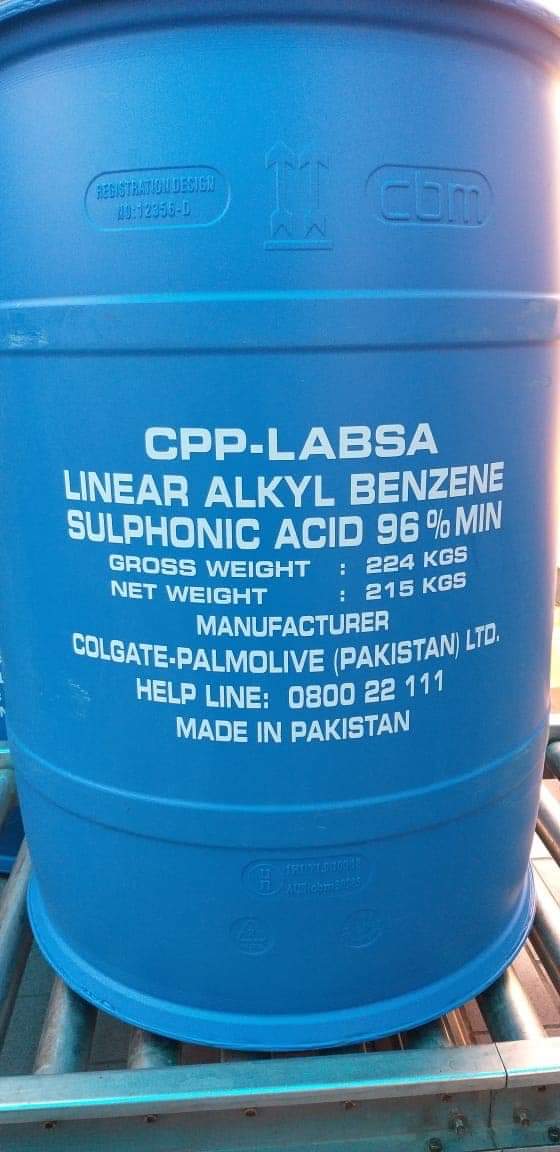 REGISTRATION DESIGN
NO:12356-D
cbm
CPP-LABSA
LINEAR ALKYL BENZENE
SULPHONIC ACID 96 % MIN
GROSS WEIGHT : 224 KGS
NET WEIGHT : 215 KGS
MANUFACTURER
COLGATE-PALMOLIVE (PAKISTAN) LTD.
HELP LINE: 0800 22 111
MADE IN PAKISTAN